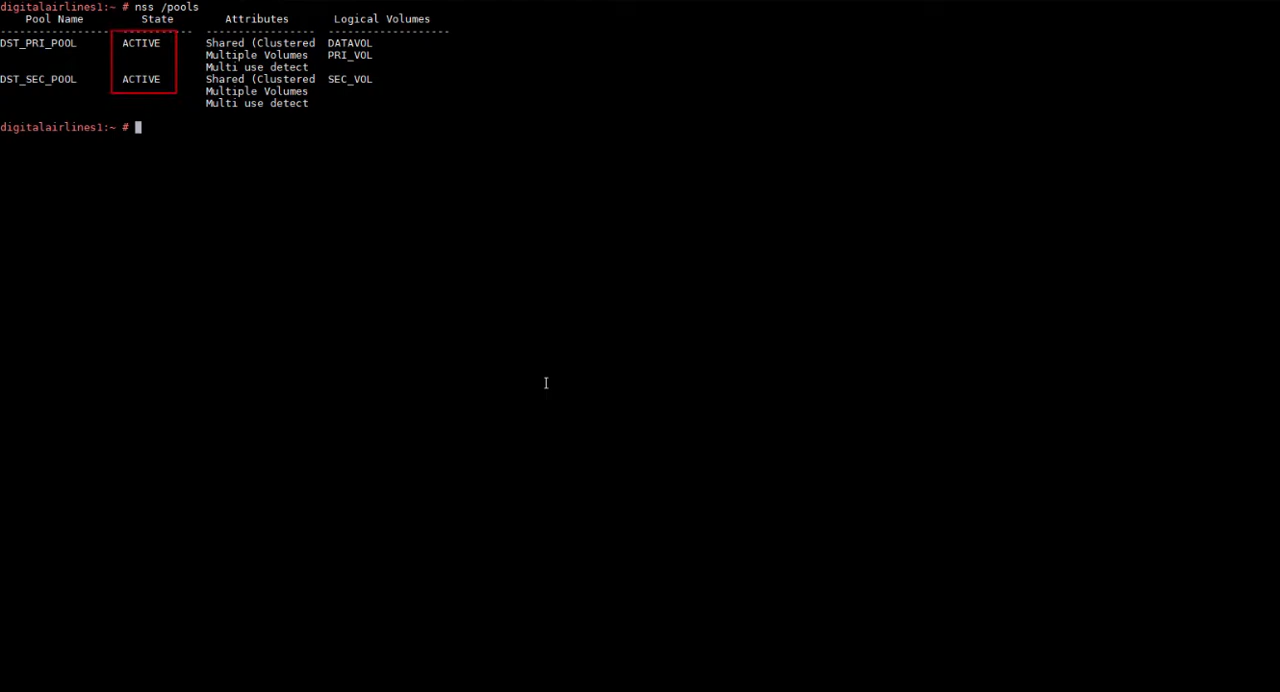 digitalairlines1:~ # nss /pools
Pool Name State Attributes Logical Volumes
----------------- ----------- ----------------- -------------------
DST_PRI_POOL ACTIVE Shared (Clustered DATAVOL
Multiple Volumes PRI_VOL
Multi use detect
DST_SEC_POOL ACTIVE Shared (Clustered SEC_VOL
Multiple Volumes
Multi use detect
digitalairlines1:~ #